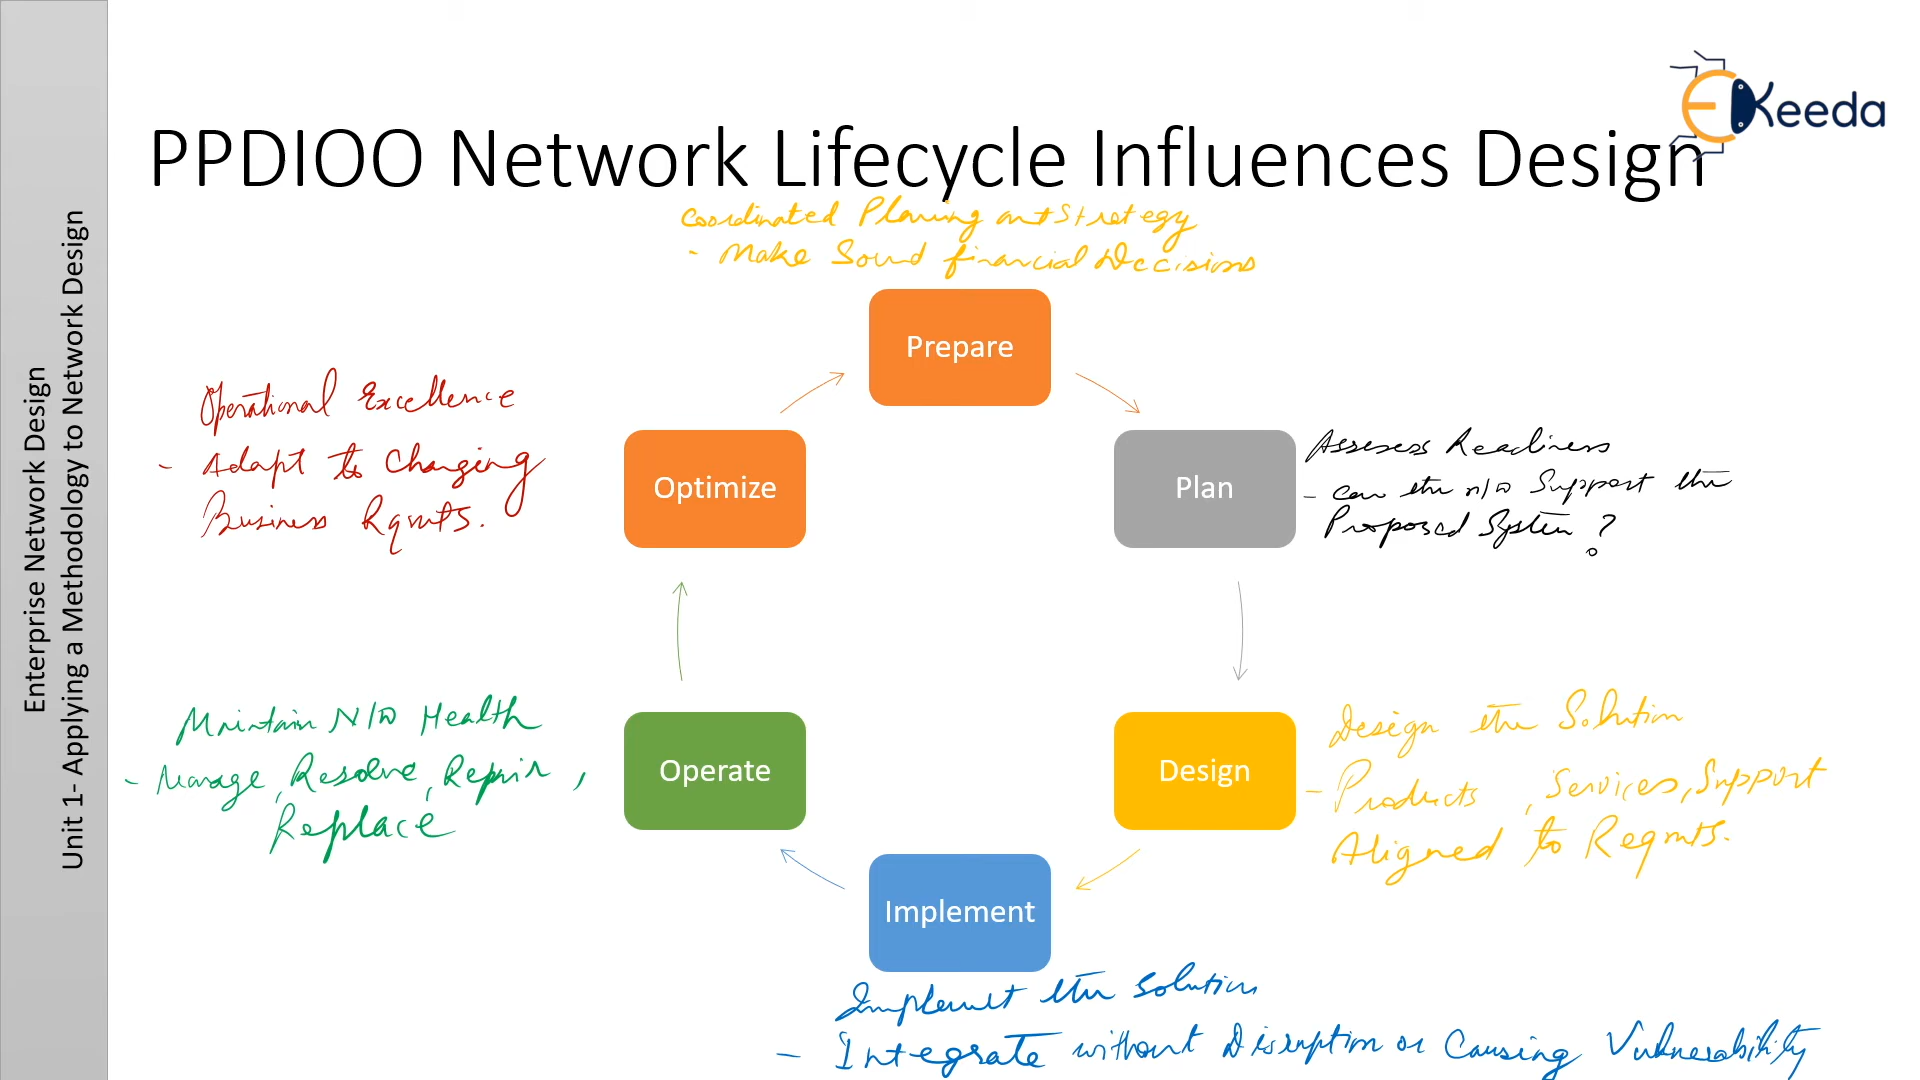 Enterprise Network Design
Unit 1- Applying a Methodology to Network Design
EKeeda
PPDIOO Network Lifecycle Influences Design
Coordinated Planing and Strategy
- Make Sound financial Decisions
Prepare
Plan
Assesess Readiness
- can the n/w Support the
Proposed System ?
Design
Design the Solution
- Products, Services, Support
Aligned to Reqmts.
Implement
Implemet the Solution
- Integrate without Disruption or Causing Vulnerability
Operate
Maintain N/W Health
- Manage, Resolve, Repair,
Replace
Optimize
Operational Excellence
- Adapt to Changing
Business Rqmts.